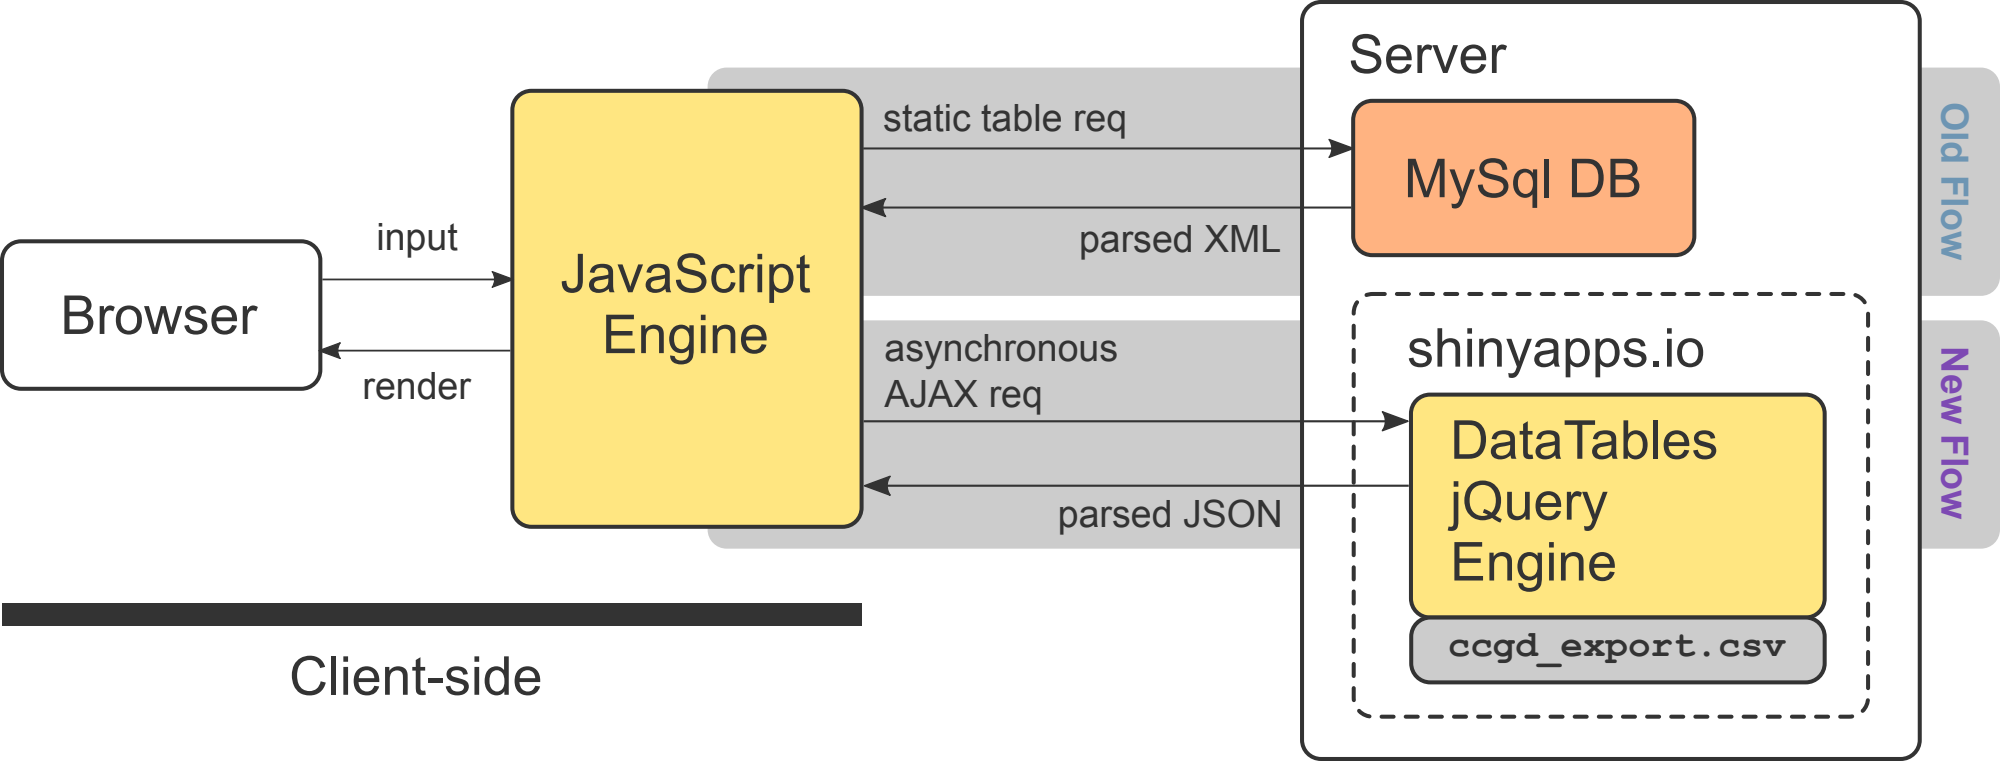 Server
static table req
MySql DB
Old Flow
parsed XML
input
Browser
JavaScript
Engine
render
asynchronous
AJAX req
shinyapps.io
New Flow
DataTables
jQuery
Engine
parsed JSON
ccgd_export.csv
Client-side